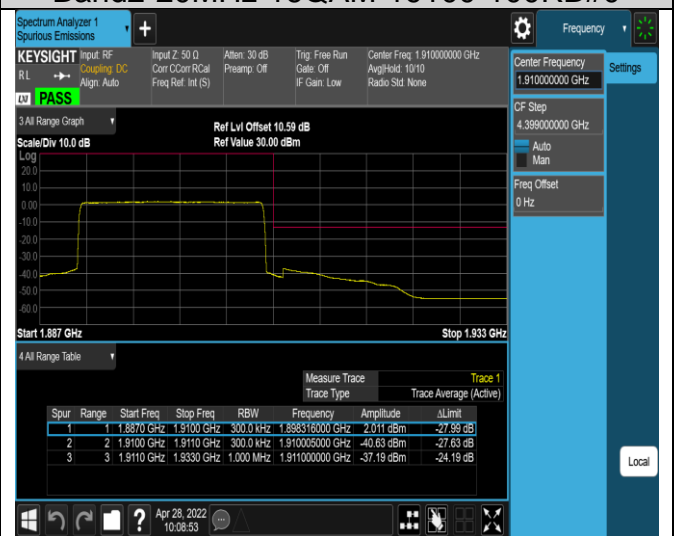 Band2-20MHz-16QAM-19100-100RB#0
Spectrum Analyzer 1
Spurious Emissions
+
Frequency
KEYSIGHT
Input: RF
Coupling: DC
Align: Auto
Input Z: 50 Ω
Corr CCorr RCal
Freq Ref: Int (S)
Atten: 30 dB
Preamp: Off
Trig: Free Run
Gate: Off
IF Gain: Low
Center Freq: 1.910000000 GHz
Avg|Hold: 10/10
Radio Std: None
RL
LXI
PASS
Center Frequency
1.910000000 GHz
Settings
CF Step
4.399000000 GHz
Auto
Man
Freq Offset
0 Hz
3 All Range Graph
Scale/Div 10.0 dB
Ref Lvl Offset 10.59 dB
Ref Value 30.00 dBm
Log
20.0
10.0
0.00
-10.0
-20.0
-30.0
-40.0
-50.0
-60.0
Start 1.887 GHz
Stop 1.933 GHz
4 All Range Table
Measure Trace Trace 1
Trace Type Trace Average (Active)
Spur Range Start Freq Stop Freq RBW Frequency Amplitude ΔLimit
1 1 1.8870 GHz 1.9100 GHz 300.0 kHz 1.898316000 GHz 2.011 dBm -27.99 dB
2 2 1.9100 GHz 1.9110 GHz 300.0 kHz 1.910005000 GHz -40.63 dBm -27.63 dB
3 3 1.9110 GHz 1.9330 GHz 1.000 MHz 1.911000000 GHz -37.19 dBm -24.19 dB
Local
?
Apr 28, 2022
10:08:53